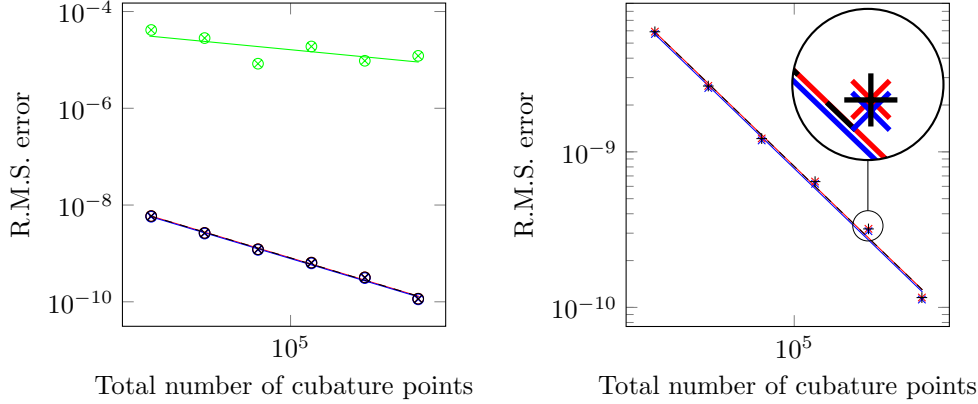 10^−4
10^−6
10^−8
10^−10
R.M.S. error
10^5
Total number of cubature points
10^−9
10^−10
R.M.S. error
10^5
Total number of cubature points